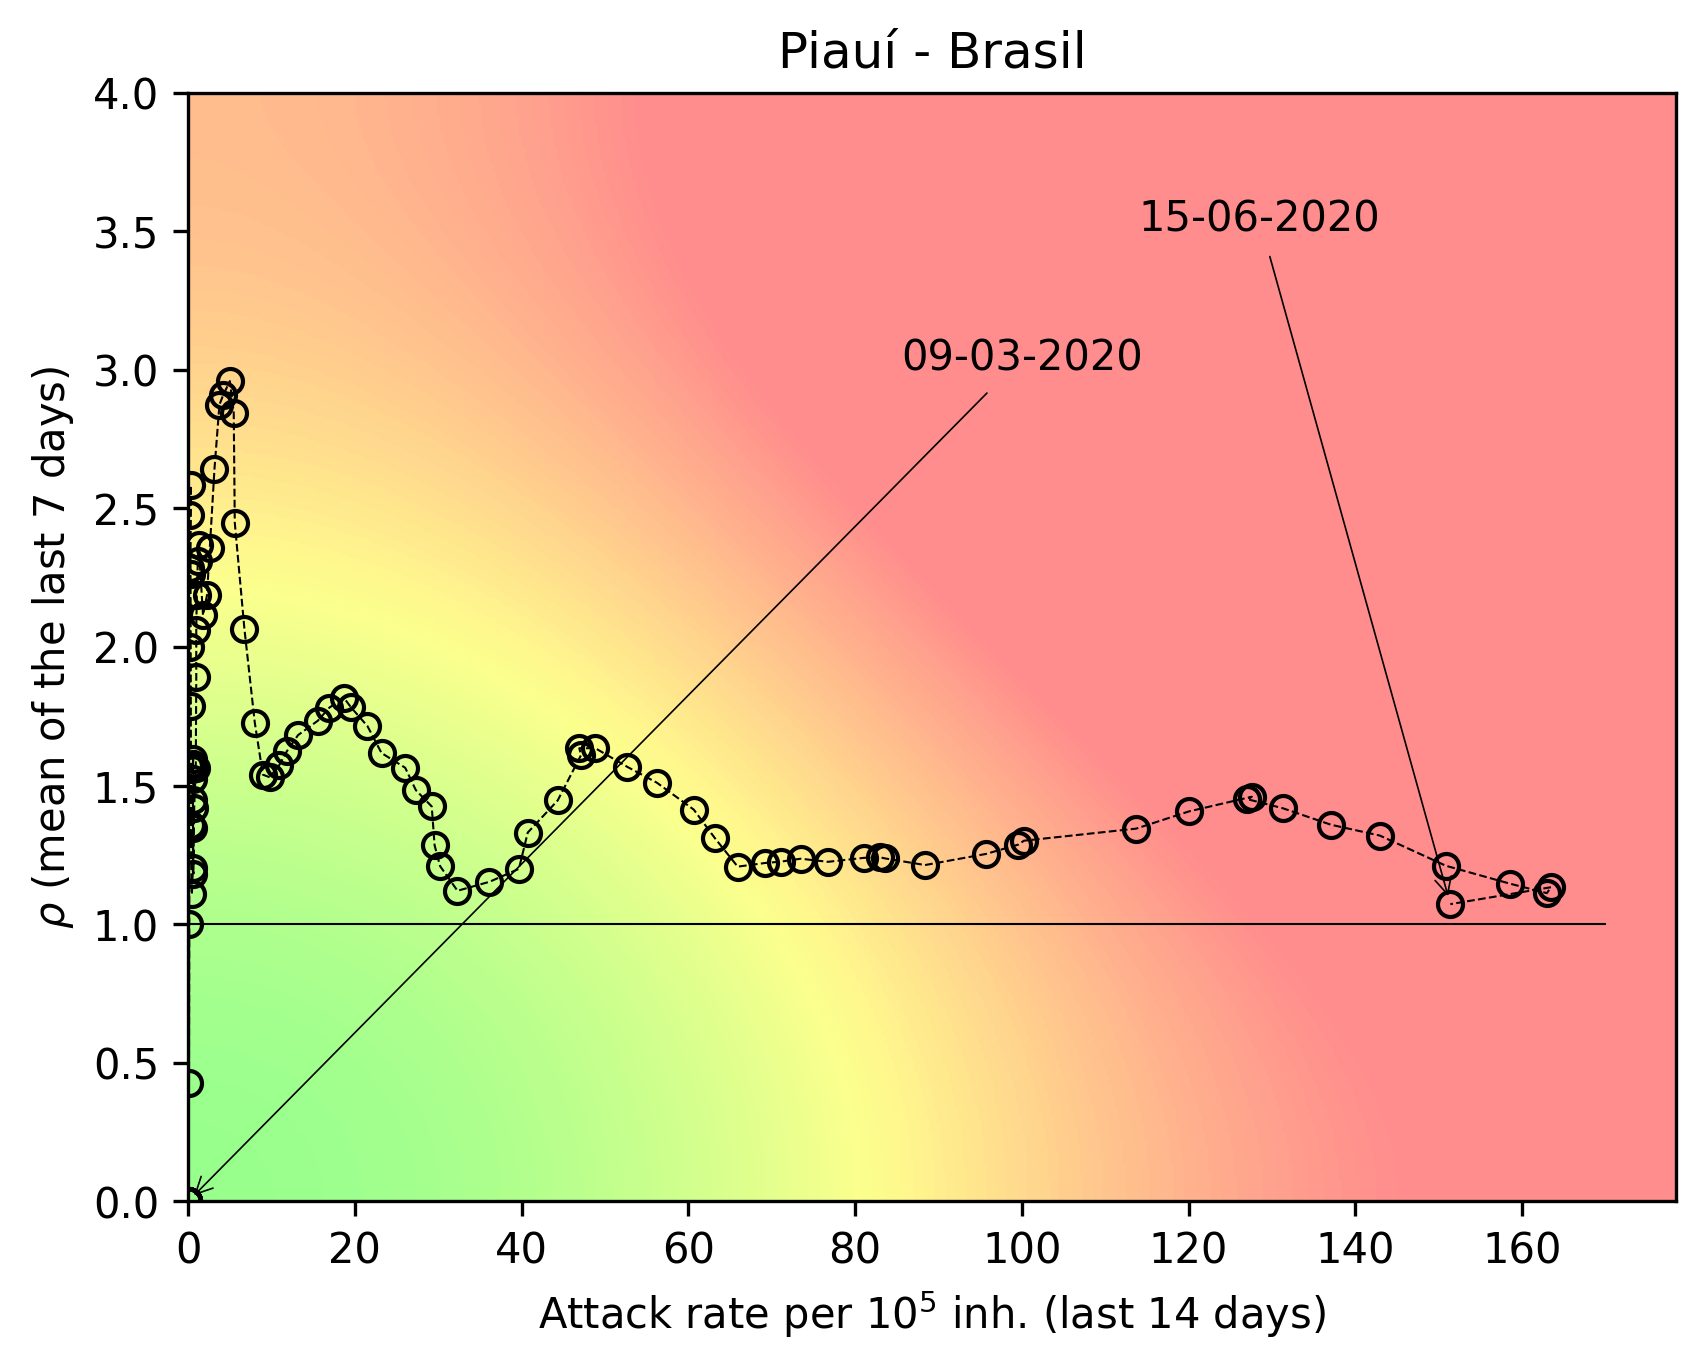 Piauí - Brasil
4.0
3.5
3.0
2.5
2.0
1.5
1.0
0.5
0.0
ρ (mean of the last 7 days)
15-06-2020
09-03-2020
0 20 40 60 80 100 120 140 160
Attack rate per 10⁵ inh. (last 14 days)